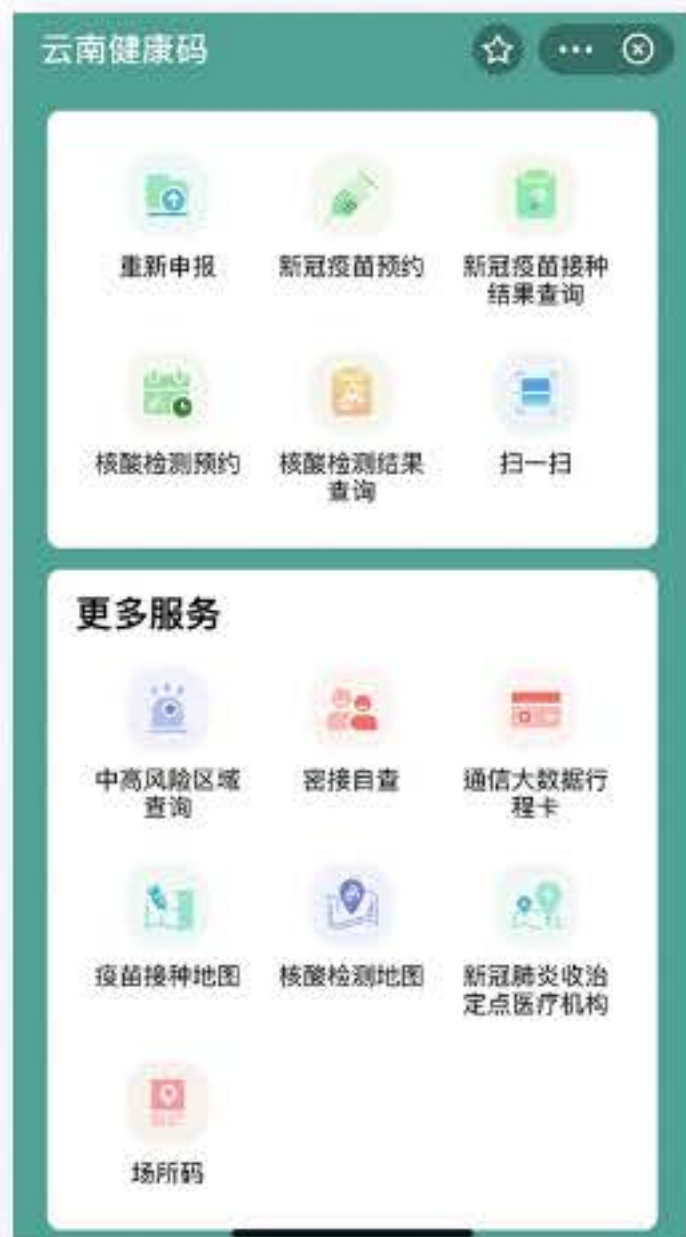 云南健康码
重新申报
新冠疫苗预约
新冠疫苗接种
结果查询
核酸检测预约
核酸检测结果
查询
扫一扫
更多服务
中高风险区域
查询
密接自查
通信大数据行
程卡
疫苗接种地图
核酸检测地图
新冠肺炎收治
定点医疗机构
场所码